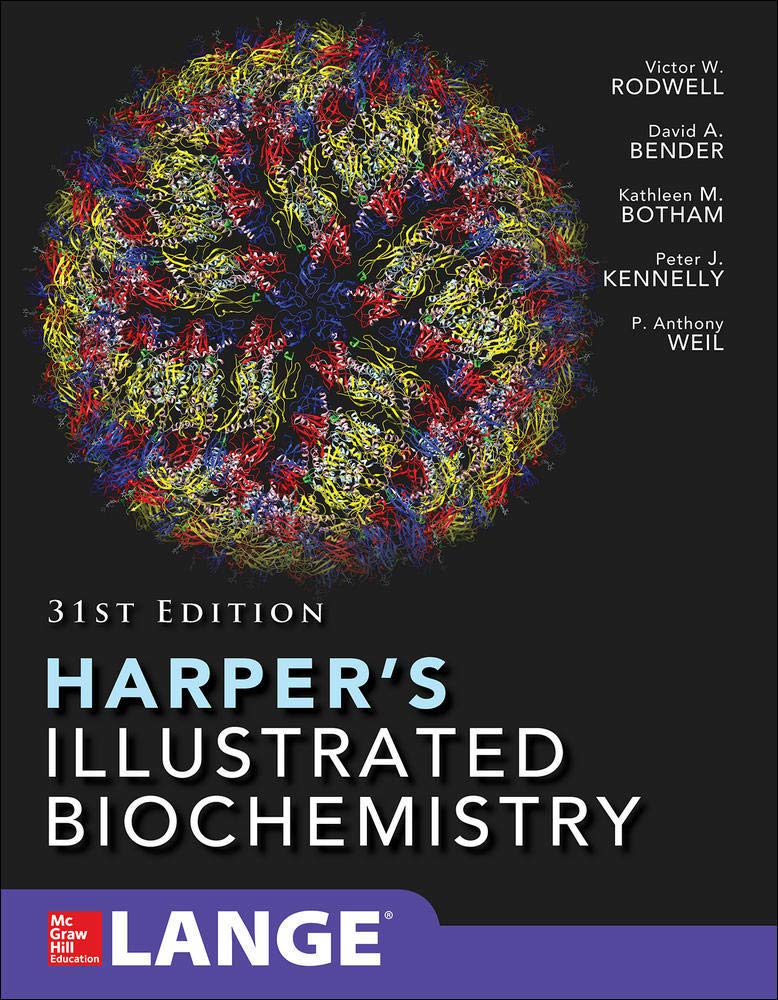 Victor W.
RODWELL
David A.
BENDER
Kathleen M.
BOTHAM
Peter J.
KENNELLY
P. Anthony
WEIL
31ST EDITION
HARPER'S
ILLUSTRATED
BIOCHEMISTRY
Mc
Graw
Hill
Education
LANGE®